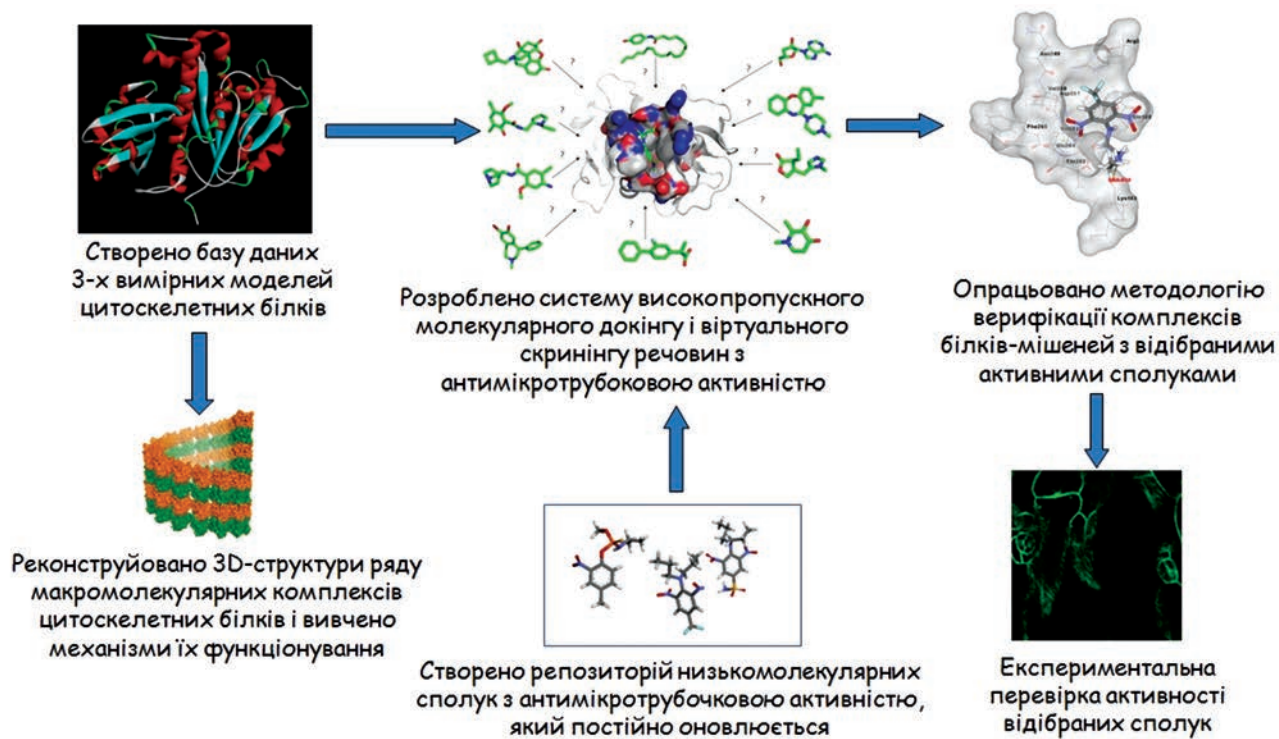 Створено базу даних
3-х вимірних моделей
цитоскелетних білків
Розроблено систему високопропускного
молекулярного докінгу і віртуального
скринінгу речовин з
антимікротрубоковою активністю
Опрацьовано методологію
верифікації комплексів
білків-мішеней з відібраними
активними сполуками
Реконструйовано 3D-структури ряду
макромолекулярних комплексів
цитоскелетних білків і вивчено
механізми їх функціонування
Створено репозиторій низькомолекулярних
сполук з антимікротрубочковою активністю,
який постійно оновлюється
Експериментальна
перевірка активності
відібраних сполук
?
?
?
?
?
?
?
?
?
?